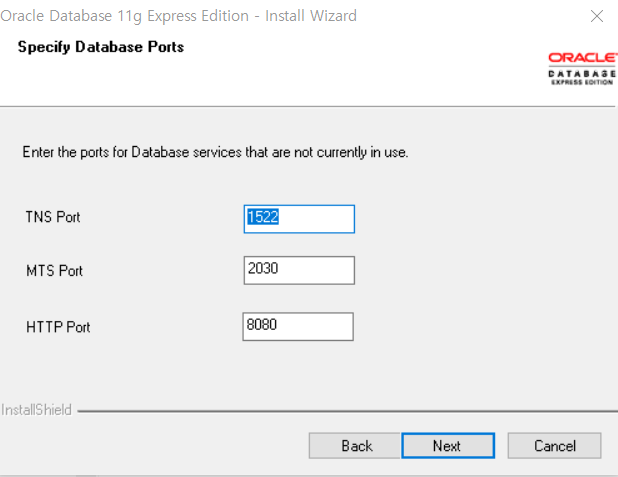 Oracle Database 11g Express Edition - Install Wizard
Specify Database Ports
ORACLE
DATABASE
EXPRESS EDITION
Enter the ports for Database services that are not currently in use.
TNS Port 1522
MTS Port 2030
HTTP Port 8080
InstallShield
Back Next Cancel